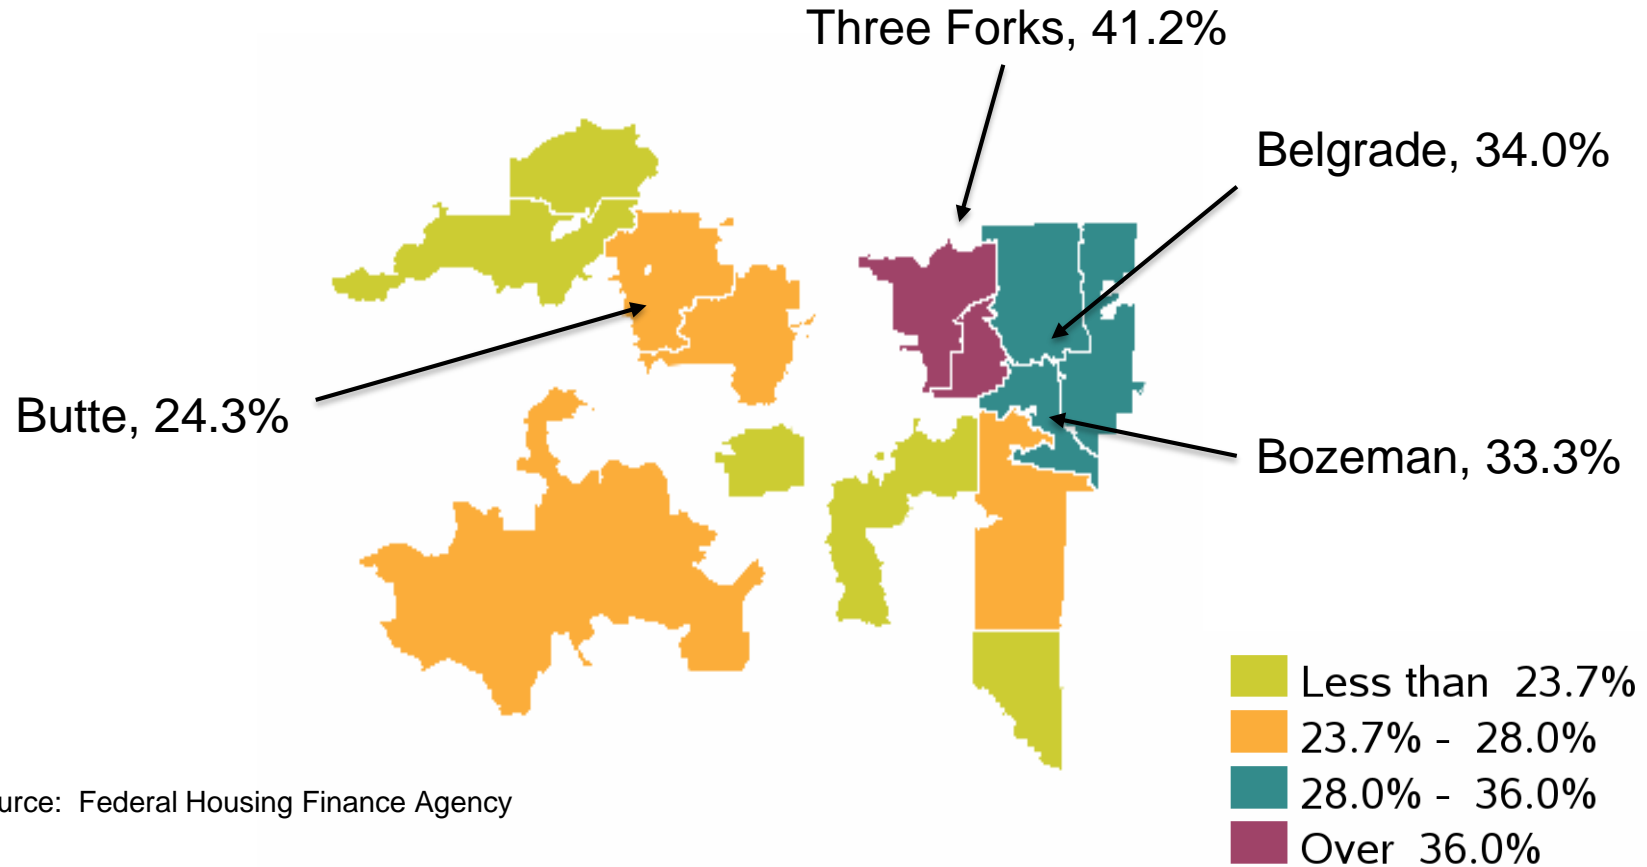 Three Forks, 41.2%
Belgrade, 34.0%
Butte, 24.3%
Bozeman, 33.3%
Less than 23.7%
23.7% - 28.0%
28.0% - 36.0%
Over 36.0%
urce: Federal Housing Finance Agency